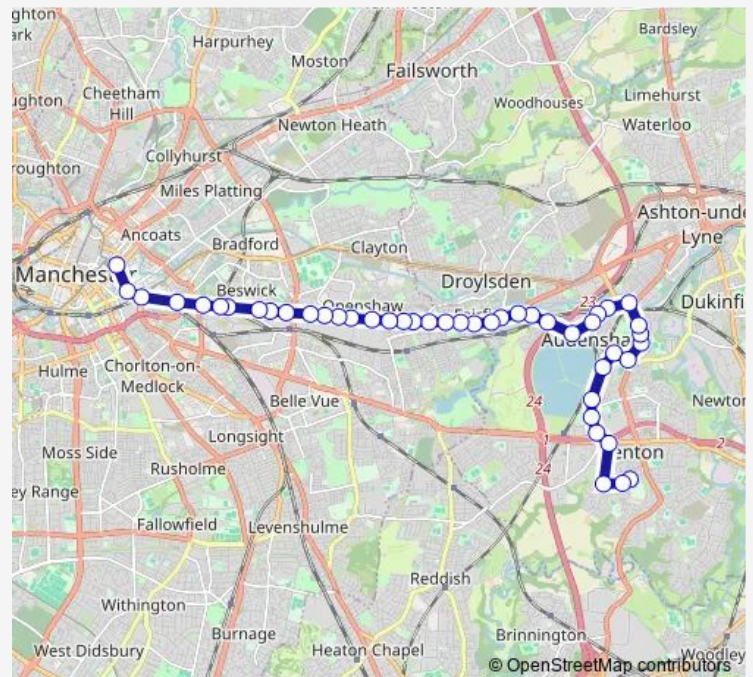 ghton
ark
Harpurhey
Bardsley
Moston
Failsworth
ughton
Cheetham
Hill
Woodhouses
Limehurst
Newton Heath
Waterloo
Collyhurst
roughton
Miles Platting
Ashton-und
Lyne
Ancoats
Bradford
Clayton
Manchester
Droylsden
Beswick
Openshaw
23
Dukinfi
Audensha
Hulme
Chorlton-on-
Medlock
Belle Vue
24
Newto
Longsight
Moss Side
1
2
enton
Rusholme
24
ey Range
Fallowfield
Levenshulme
Reddish
Withington
Burnage
Brinnington
West Didsbury
Heaton Chapel
Woodley
© OpenStreetMap contributors